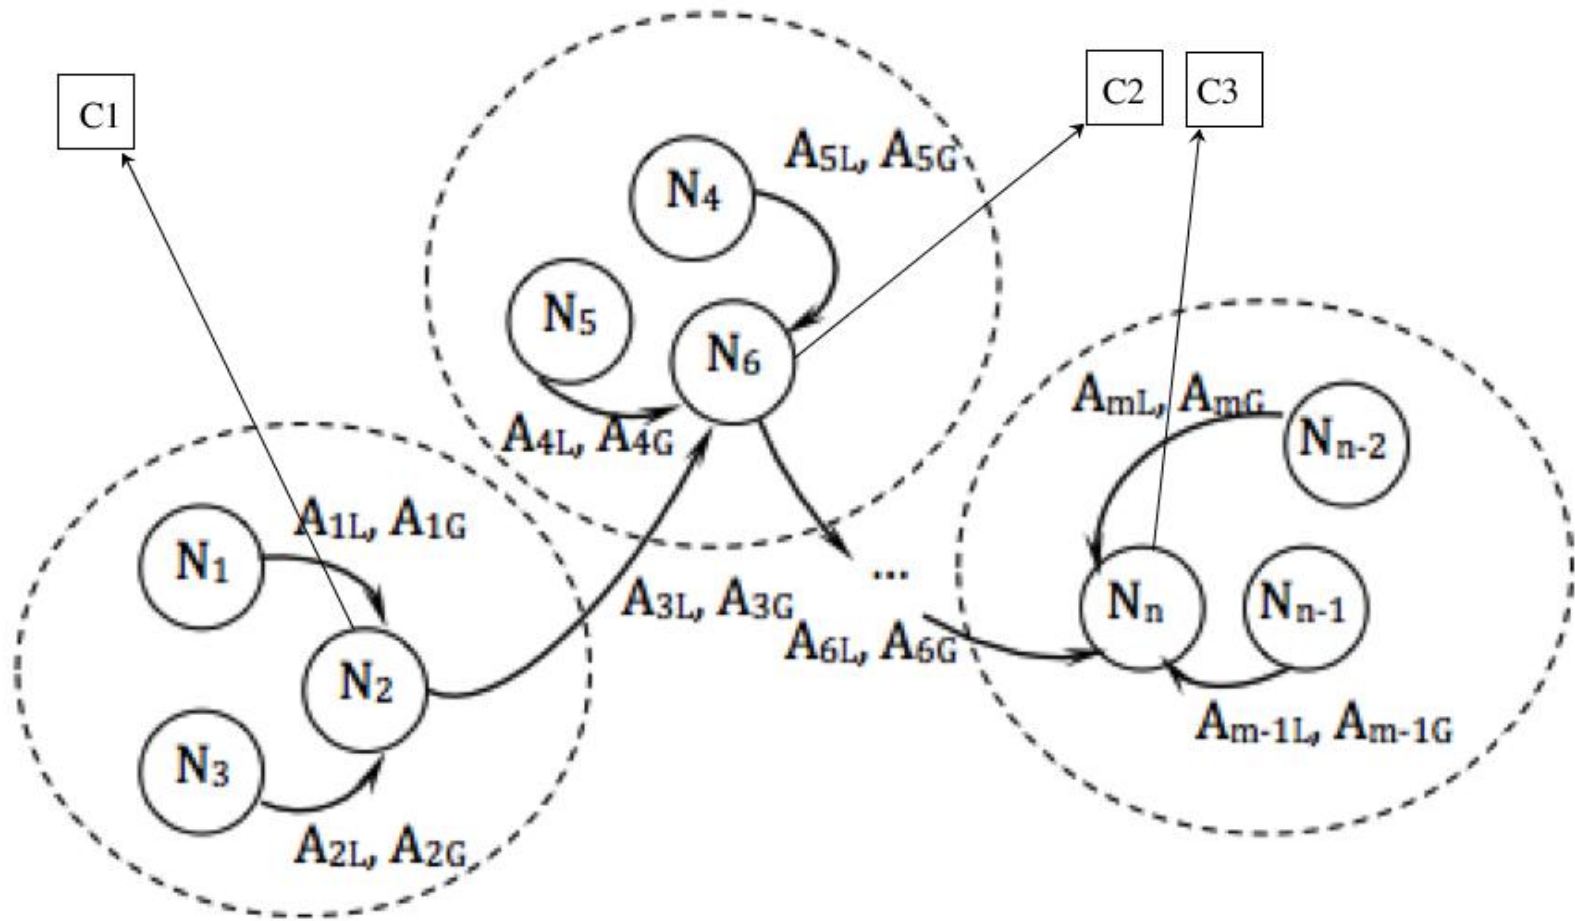 C1
C2
C3
A5L, A5G
N4
N5
N6
A4L, A4G
AmL, AmG
Nn-2
A1L, A1G
N1
...
A3L, A3G
Nn
Nn-1
A6L, A6G
N2
N3
Am-1L, Am-1G
A2L, A2G